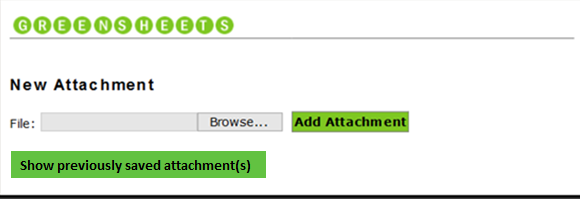 GREENSHEETS
New Attachment
File: Browse... Add Attachment
Show previously saved attachment(s)